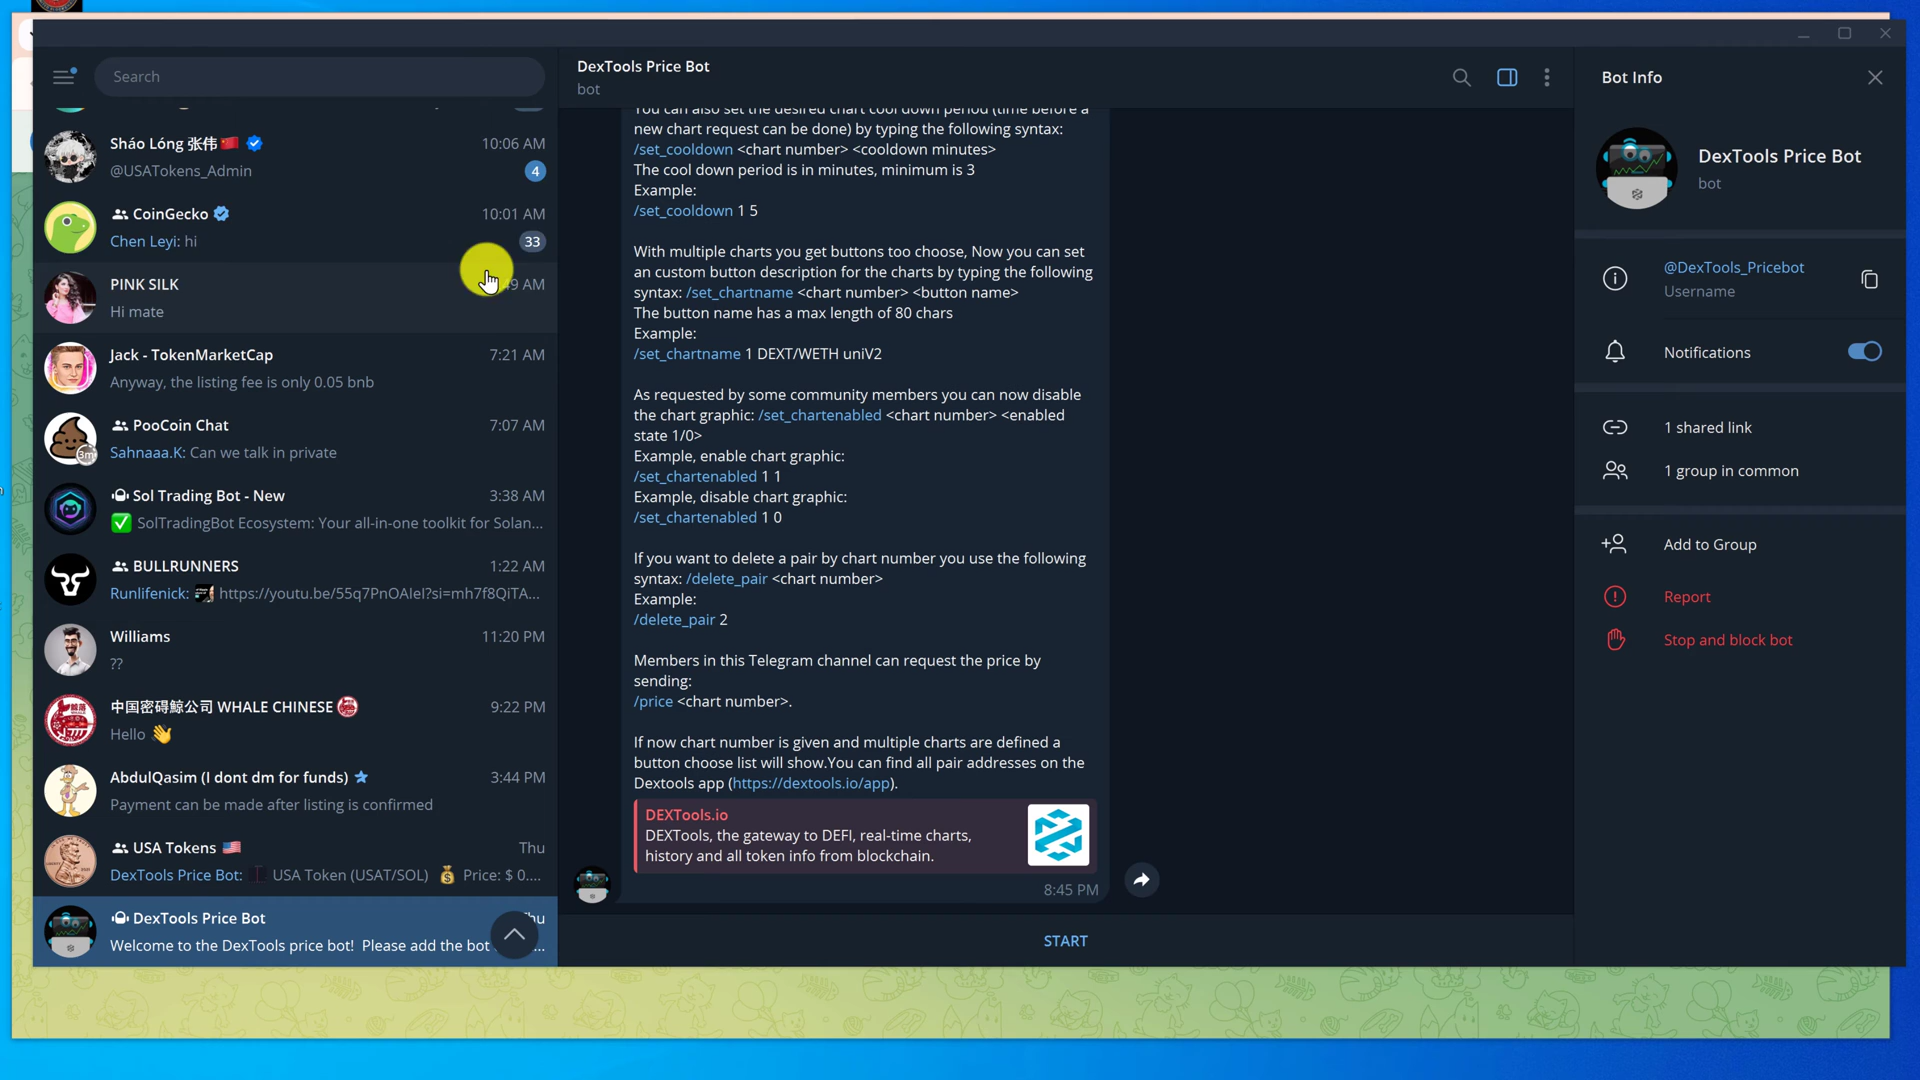 Search
Sháo Lóng 张伟🇨🇳
10:06 AM
@USATokens_Admin
4
CoinGecko
10:01 AM
Chen Leyi: hi
33
PINK SILK
49 AM
Hi mate
Jack - TokenMarketCap
7:21 AM
Anyway, the listing fee is only 0.05 bnb
PooCoin Chat
7:07 AM
Sahnaaa.K: Can we talk in private
3m
Sol Trading Bot - New
3:38 AM
✅ SolTradingBot Ecosystem: Your all-in-one toolkit for Solan...
BULLRUNNERS
1:22 AM
Runlifenick: https://youtu.be/55q7PnOAleI?si=mh7f8QiTA...
Williams
11:20 PM
??
中国密碍鲸公司 WHALE CHINESE
9:22 PM
Hello 👋
AbdulQasim (I dont dm for funds)
3:44 PM
Payment can be made after listing is confirmed
USA Tokens 🇺🇸
Thu
DexTools Price Bot: USA Token (USAT/SOL) 💰 Price: $ 0....
DexTools Price Bot
hu
Welcome to the DexTools price bot! Please add the bot ...
DexTools Price Bot
bot
You can also set the desired chart cool down period (time before a
new chart request can be done) by typing the following syntax:
/set_cooldown <chart number> <cooldown minutes>
The cool down period is in minutes, minimum is 3
Example:
/set_cooldown 1 5
With multiple charts you get buttons too choose, Now you can set
an custom button description for the charts by typing the following
syntax: /set_chartname <chart number> <button name>
The button name has a max length of 80 chars
Example:
/set_chartname 1 DEXT/WETH uniV2
As requested by some community members you can now disable
the chart graphic: /set_chartenabled <chart number> <enabled
state 1/0>
Example, enable chart graphic:
/set_chartenabled 1 1
Example, disable chart graphic:
/set_chartenabled 1 0
If you want to delete a pair by chart number you use the following
syntax: /delete_pair <chart number>
Example:
/delete_pair 2
Members in this Telegram channel can request the price by
sending:
/price <chart number>.
If now chart number is given and multiple charts are defined a
button choose list will show.You can find all pair addresses on the
Dextools app (https://dextools.io/app).
DEXTools.io
DEXTools, the gateway to DEFI, real-time charts,
history and all token info from blockchain.
8:45 PM
START
Bot Info
DexTools Price Bot
bot
@DexTools_Pricebot
Username
Notifications
1 shared link
1 group in common
Add to Group
Report
Stop and block bot